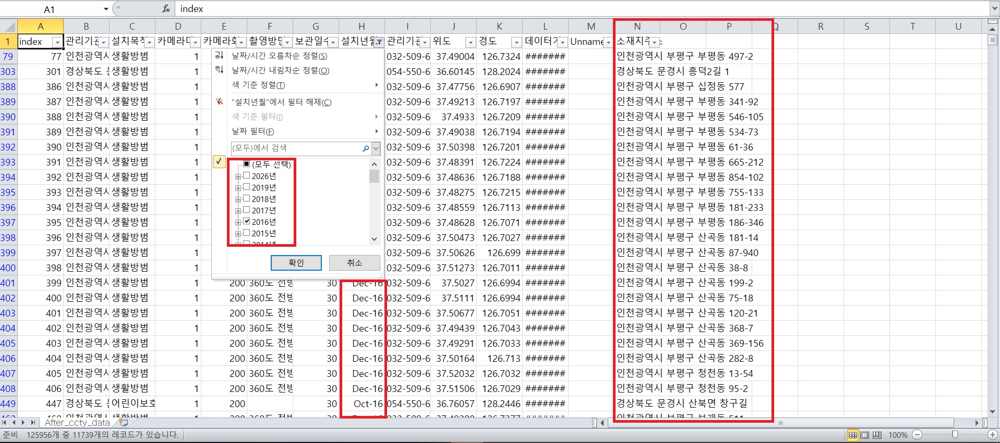 A1 fx index
A B C D E F G H I J K L M N O P Q R S T U
1 index 관리기관 설치목적 카메라대 카메라화 촬영방면 보관일수 설치년월 관리기관 위도 경도 데이터기 Unname 소재지주소
79 77 인천광역시 생활방범 1 032-509-6 37.49004 126.7324 ####### 인천광역시 부평구 부평동 497-2
303 301 경상북도 문 생활방범 1 054-550-6 36.60145 128.2024 ####### 경상북도 문경시 흥덕2길 1
388 386 인천광역시 생활방범 1 032-509-6 37.47756 126.6907 ####### 인천광역시 부평구 십정동 577
389 387 인천광역시 생활방범 1 032-509-6 37.49213 126.7197 ####### 인천광역시 부평구 부평동 341-92
390 388 인천광역시 생활방범 1 032-509-6 37.4933 126.7209 ####### 인천광역시 부평구 부평동 546-105
391 389 인천광역시 생활방범 1 032-509-6 37.49038 126.7194 ####### 인천광역시 부평구 부평동 534-73
392 390 인천광역시 생활방범 1 032-509-6 37.50398 126.7201 ####### 인천광역시 부평구 부평동 61-36
393 391 인천광역시 생활방범 1 032-509-6 37.48391 126.7224 ####### 인천광역시 부평구 부평동 665-212
394 392 인천광역시 생활방범 1 032-509-6 37.48636 126.7188 ####### 인천광역시 부평구 부평동 854-102
395 393 인천광역시 생활방범 1 032-509-6 37.48275 126.7215 ####### 인천광역시 부평구 부평동 755-133
396 394 인천광역시 생활방범 1 032-509-6 37.48559 126.7113 ####### 인천광역시 부평구 부평동 181-233
397 395 인천광역시 생활방범 1 032-509-6 37.48628 126.7071 ####### 인천광역시 부평구 부평동 186-346
398 396 인천광역시 생활방범 1 032-509-6 37.50473 126.7027 ####### 인천광역시 부평구 산곡동 181-14
399 397 인천광역시 생활방범 1 032-509-6 37.50626 126.699 ####### 인천광역시 부평구 산곡동 87-940
400 398 인천광역시 생활방범 1 032-509-6 37.51273 126.7011 ####### 인천광역시 부평구 산곡동 38-8
401 399 인천광역시 생활방범 1 200 360도 전방 30 Dec-16 032-509-6 37.5027 126.6994 ####### 인천광역시 부평구 산곡동 199-2
402 400 인천광역시 생활방범 1 200 360도 전방 30 Dec-16 032-509-6 37.5111 126.6994 ####### 인천광역시 부평구 산곡동 75-18
403 401 인천광역시 생활방범 1 200 360도 전방 30 Dec-16 032-509-6 37.50677 126.7051 ####### 인천광역시 부평구 산곡동 120-21
404 402 인천광역시 생활방범 1 200 360도 전방 30 Dec-16 032-509-6 37.49439 126.7043 ####### 인천광역시 부평구 산곡동 368-7
405 403 인천광역시 생활방범 1 200 360도 전방 30 Dec-16 032-509-6 37.49291 126.7033 ####### 인천광역시 부평구 산곡동 369-156
406 404 인천광역시 생활방범 1 200 360도 전방 30 Dec-16 032-509-6 37.50164 126.713 ####### 인천광역시 부평구 산곡동 282-8
407 405 인천광역시 생활방범 1 200 360도 전방 30 Dec-16 032-509-6 37.52032 126.7032 ####### 인천광역시 부평구 청천동 13-54
408 406 인천광역시 생활방범 1 200 360도 전방 30 Dec-16 032-509-6 37.51506 126.7029 ####### 인천광역시 부평구 청천동 95-2
449 447 경상북도 문 어린이보호 1 200 30 Oct-16 054-550-6 36.76057 128.2446 ####### 경상북도 문경시 산북면 창구길
날짜/시간 오름차순 정렬(S)
날짜/시간 내림차순 정렬(O)
색 기준 정렬(T)
"설치년월"에서 필터 해제(C)
색 기준 필터(I)
날짜 필터(F)
(모두)에서 검색
(모두 선택)
2026년
2019년
2018년
2017년
2016년
2015년
2014년
확인 취소
After_cctv_data
준비 125956개 중 11739개의 레코드가 있습니다. 100%